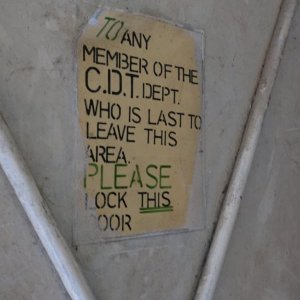 TO ANY
MEMBER OF THE
C.D.T. DEPT.
WHO IS LAST TO
LEAVE THIS
AREA.
PLEASE
LOCK THIS
DOOR